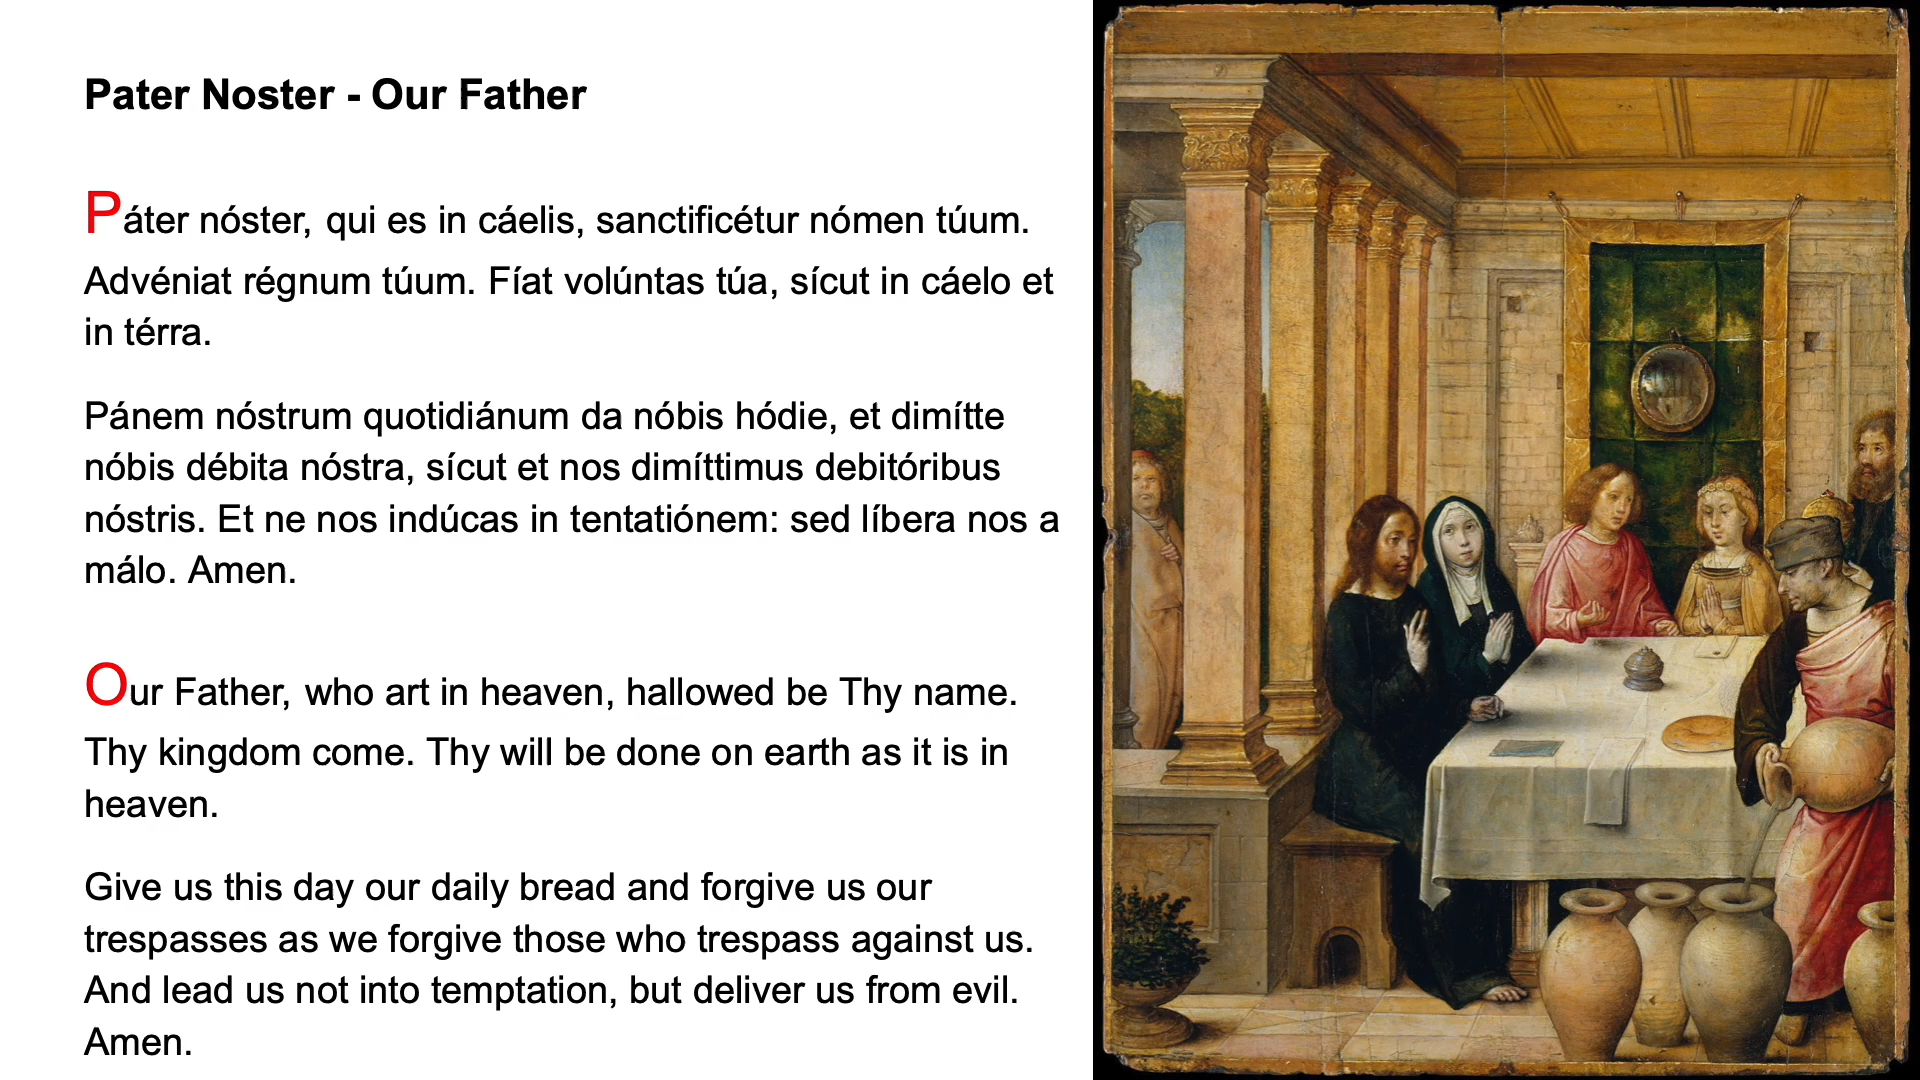 Pater Noster - Our Father
Páter nóster, qui es in cáelis, sanctificétur nómen túum.
Advéniat régnum túum. Fíat volúntas túa, sícut in cáelo et
in térra.
Pánem nóstrum quotidiánum da nóbis hódie, et dimítte
nóbis débita nóstra, sícut et nos dimíttimus debitóribus
nóstris. Et ne nos indúcas in tentatiónem: sed líbera nos a
málo. Amen.
Our Father, who art in heaven, hallowed be Thy name.
Thy kingdom come. Thy will be done on earth as it is in
heaven.
Give us this day our daily bread and forgive us our
trespasses as we forgive those who trespass against us.
And lead us not into temptation, but deliver us from evil.
Amen.